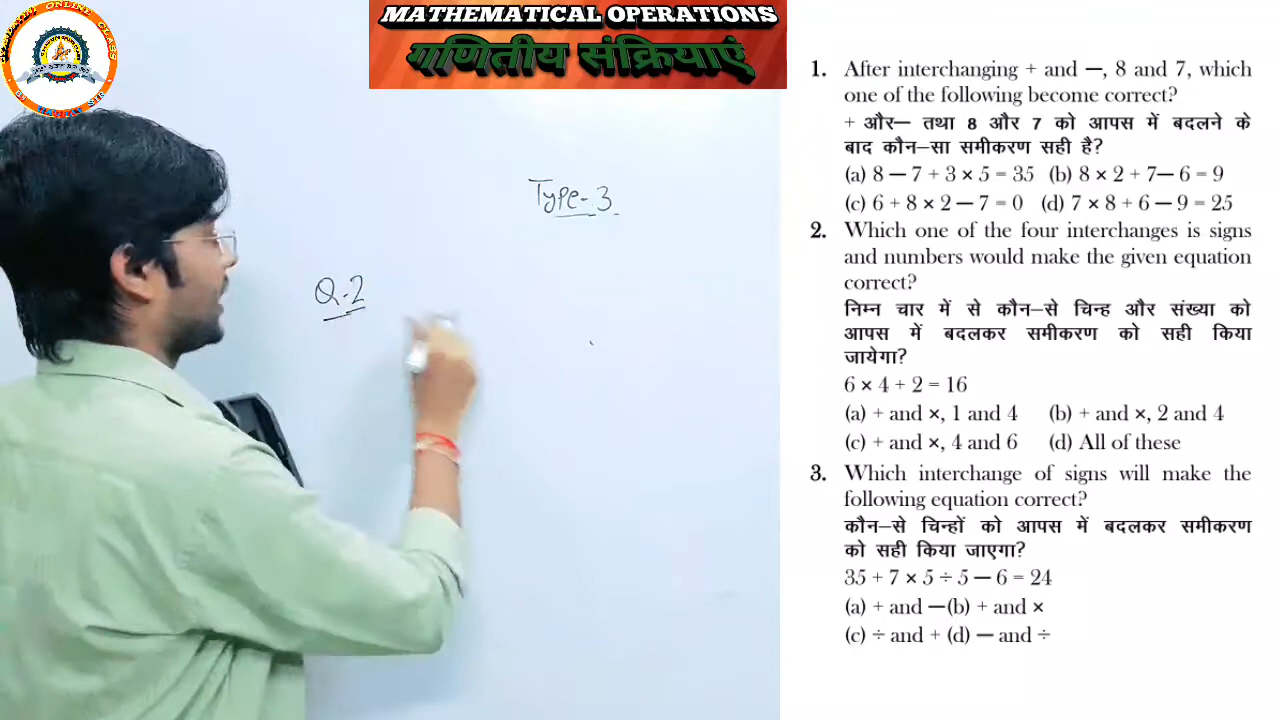 MATHEMATICAL OPERATIONS
गणितीय संक्रियाएं
Type-3
Q.2
1. After interchanging + and —, 8 and 7, which
one of the following become correct?
+ और— तथा 8 और 7 को आपस में बदलने के
बाद कौन—सा समीकरण सही है?
(a) 8 — 7 + 3 × 5 = 35 (b) 8 × 2 + 7— 6 = 9
(c) 6 + 8 × 2 — 7 = 0 (d) 7 × 8 + 6 — 9 = 25
2. Which one of the four interchanges is signs
and numbers would make the given equation
correct?
निम्न चार में से कौन—से चिन्ह और संख्या को
आपस में बदलकर समीकरण को सही किया
जायेगा?
6 × 4 + 2 = 16
(a) + and ×, 1 and 4 (b) + and ×, 2 and 4
(c) + and ×, 4 and 6 (d) All of these
3. Which interchange of signs will make the
following equation correct?
कौन—से चिन्हों को आपस में बदलकर समीकरण
को सही किया जाएगा?
35 + 7 × 5 ÷ 5 — 6 = 24
(a) + and —(b) + and ×
(c) ÷ and + (d) — and ÷